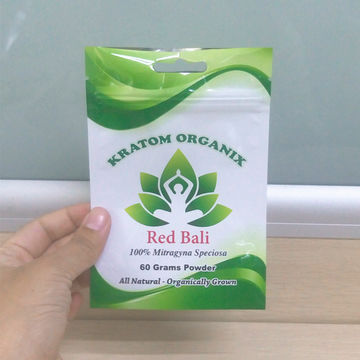 KRATOM ORGANIX
Red Bali
100% Mitragyna Speciosa
60 Grams Powder
All Natural - Organically Grown